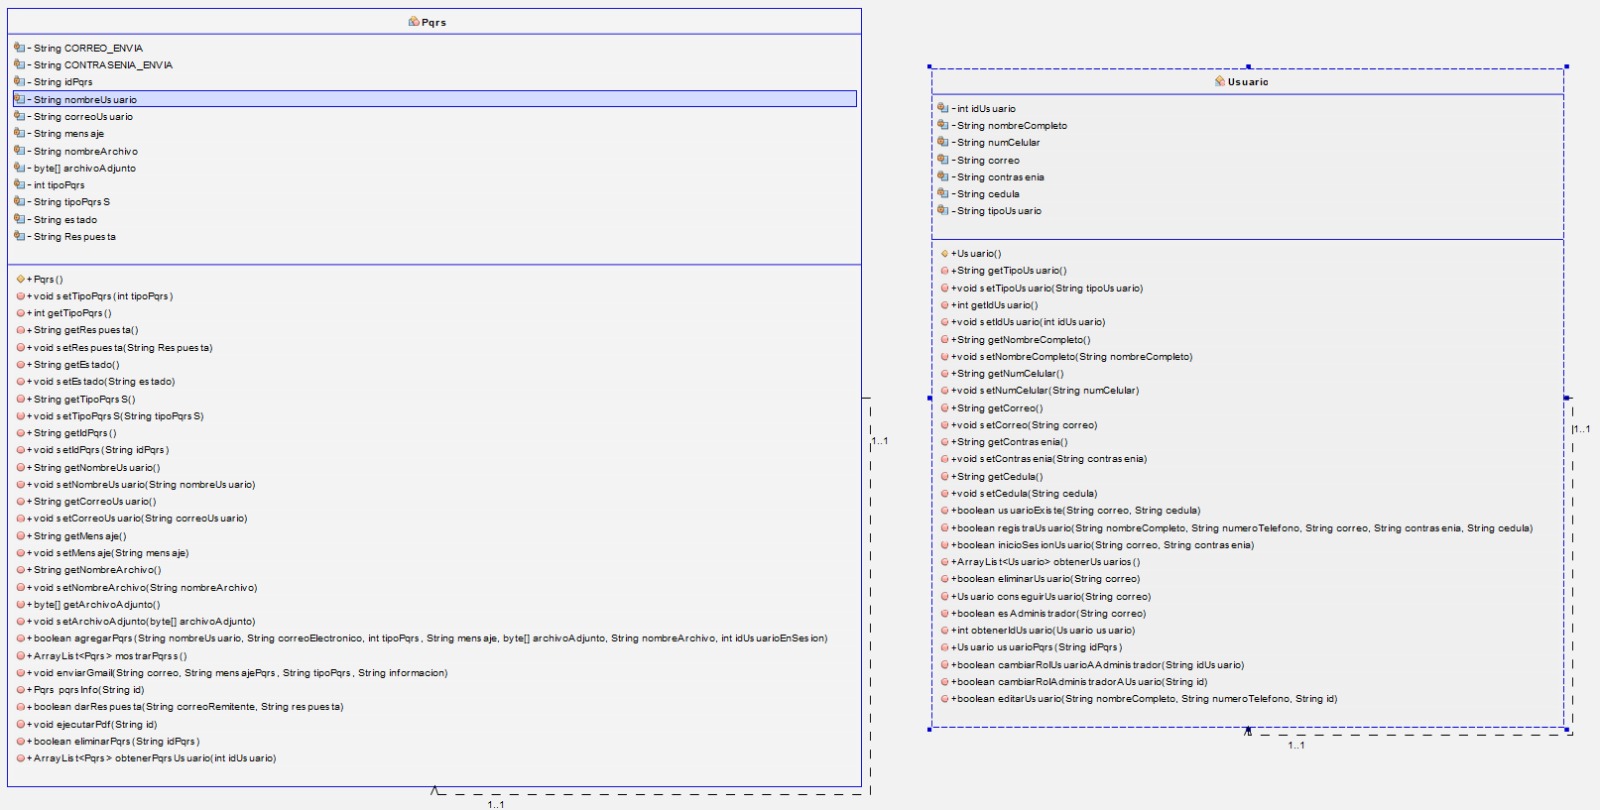 Pqrs
- String CORREO_ENVIA
- String CONTRASENIA_ENVIA
- String idPqrs
- String nombreUsuario
- String correoUsuario
- String mensaje
- String nombreArchivo
- byte[] archivoAdjunto
- int tipoPqrs
- String tipoPqrsS
- String estado
- String Respuesta
+ Pqrs()
+ void setTipoPqrs(int tipoPqrs)
+ int getTipoPqrs()
+ String getRespuesta()
+ void setRespuesta(String Respuesta)
+ String getEstado()
+ void setEstado(String estado)
+ String getTipoPqrsS()
+ void setTipoPqrsS(String tipoPqrsS)
+ String getIdPqrs()
+ void setIdPqrs(String idPqrs)
+ String getNombreUsuario()
+ void setNombreUsuario(String nombreUsuario)
+ String getCorreoUsuario()
+ void setCorreoUsuario(String correoUsuario)
+ String getMensaje()
+ void setMensaje(String mensaje)
+ String getNombreArchivo()
+ void setNombreArchivo(String nombreArchivo)
+ byte[] getArchivoAdjunto()
+ void setArchivoAdjunto(byte[] archivoAdjunto)
+ boolean agregarPqrs(String nombreUsuario, String correoElectronico, int tipoPqrs, String mensaje, byte[] archivoAdjunto, String nombreArchivo, int idUsuarioEnSesion)
+ ArrayList<Pqrs> mostrarPqrss()
+ void enviarGmail(String correo, String mensajePqrs, String tipoPqrs, String informacion)
+ Pqrs pqrsInfo(String id)
+ boolean darRespuesta(String correoRemitente, String respuesta)
+ void ejecutarPdf(String id)
+ boolean eliminarPqrs(String idPqrs)
+ ArrayList<Pqrs> obtenerPqrsUsuario(int idUsuario)
1..1
1..1
Usuario
- int idUsuario
- String nombreCompleto
- String numCelular
- String correo
- String contrasenia
- String cedula
- String tipoUsuario
+Usuario()
+String getTipoUsuario()
+void setTipoUsuario(String tipoUsuario)
+int getIdUsuario()
+void setIdUsuario(int idUsuario)
+String getNombreCompleto()
+void setNombreCompleto(String nombreCompleto)
+String getNumCelular()
+void setNumCelular(String numCelular)
+String getCorreo()
+void setCorreo(String correo)
+String getContrasenia()
+void setContrasenia(String contrasenia)
+String getCedula()
+void setCedula(String cedula)
+boolean usuarioExiste(String correo, String cedula)
+boolean registraUsuario(String nombreCompleto, String numeroTelefono, String correo, String contrasenia, String cedula)
+boolean inicioSesionUsuario(String correo, String contrasenia)
+ArrayList<Usuario> obtenerUsuarios()
+boolean eliminarUsuario(String correo)
+Usuario conseguirUsuario(String correo)
+boolean esAdministrador(String correo)
+int obtenerIdUsuario(Usuario usuario)
+Usuario usuarioPqrs(String idPqrs)
+boolean cambiarRolUsuarioAAdministrador(String idUsuario)
+boolean cambiarRolAdministradorAUsuario(String id)
+boolean editarUsuario(String nombreCompleto, String numeroTelefono, String id)
1..1
1..1